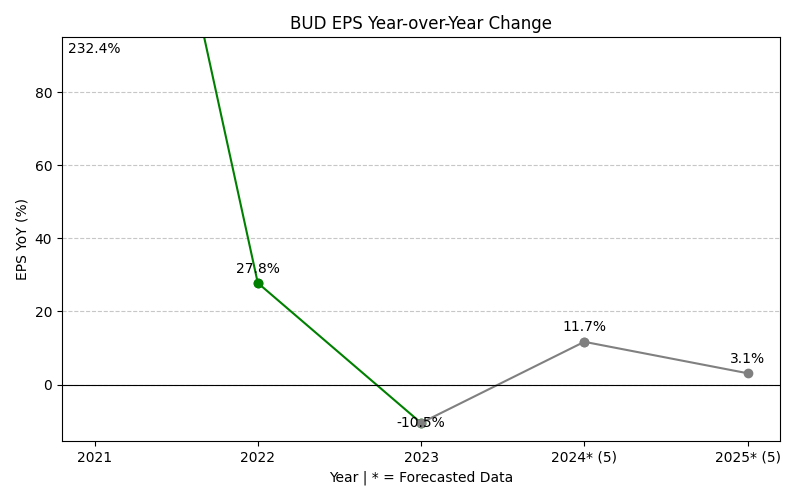 BUD EPS Year-over-Year Change
232.4%
80
60
40
27.8%
20
11.7%
3.1%
0
-10.5%
EPS YoY (%)
2021 2022 2023 2024* (5) 2025* (5)
Year | * = Forecasted Data